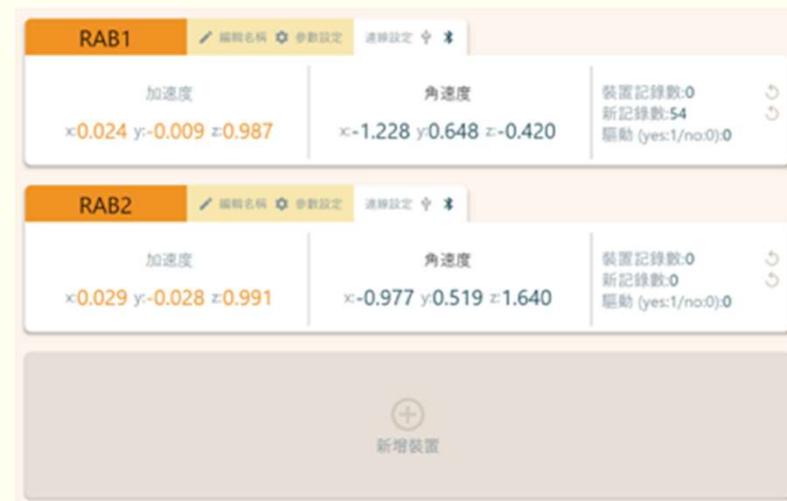 RAB1 編輯名稱 參數設定 連線設定
加速度
x:0.024 y:-0.009 z:0.987
角速度
x:-1.228 y:0.648 z:-0.420
裝置記錄數:0
新記錄數:54
驅動 (yes:1/no:0):0
RAB2 編輯名稱 參數設定 連線設定
加速度
x:0.029 y:-0.028 z:0.991
角速度
x:-0.977 y:0.519 z:1.640
裝置記錄數:0
新記錄數:0
驅動 (yes:1/no:0):0
新增裝置